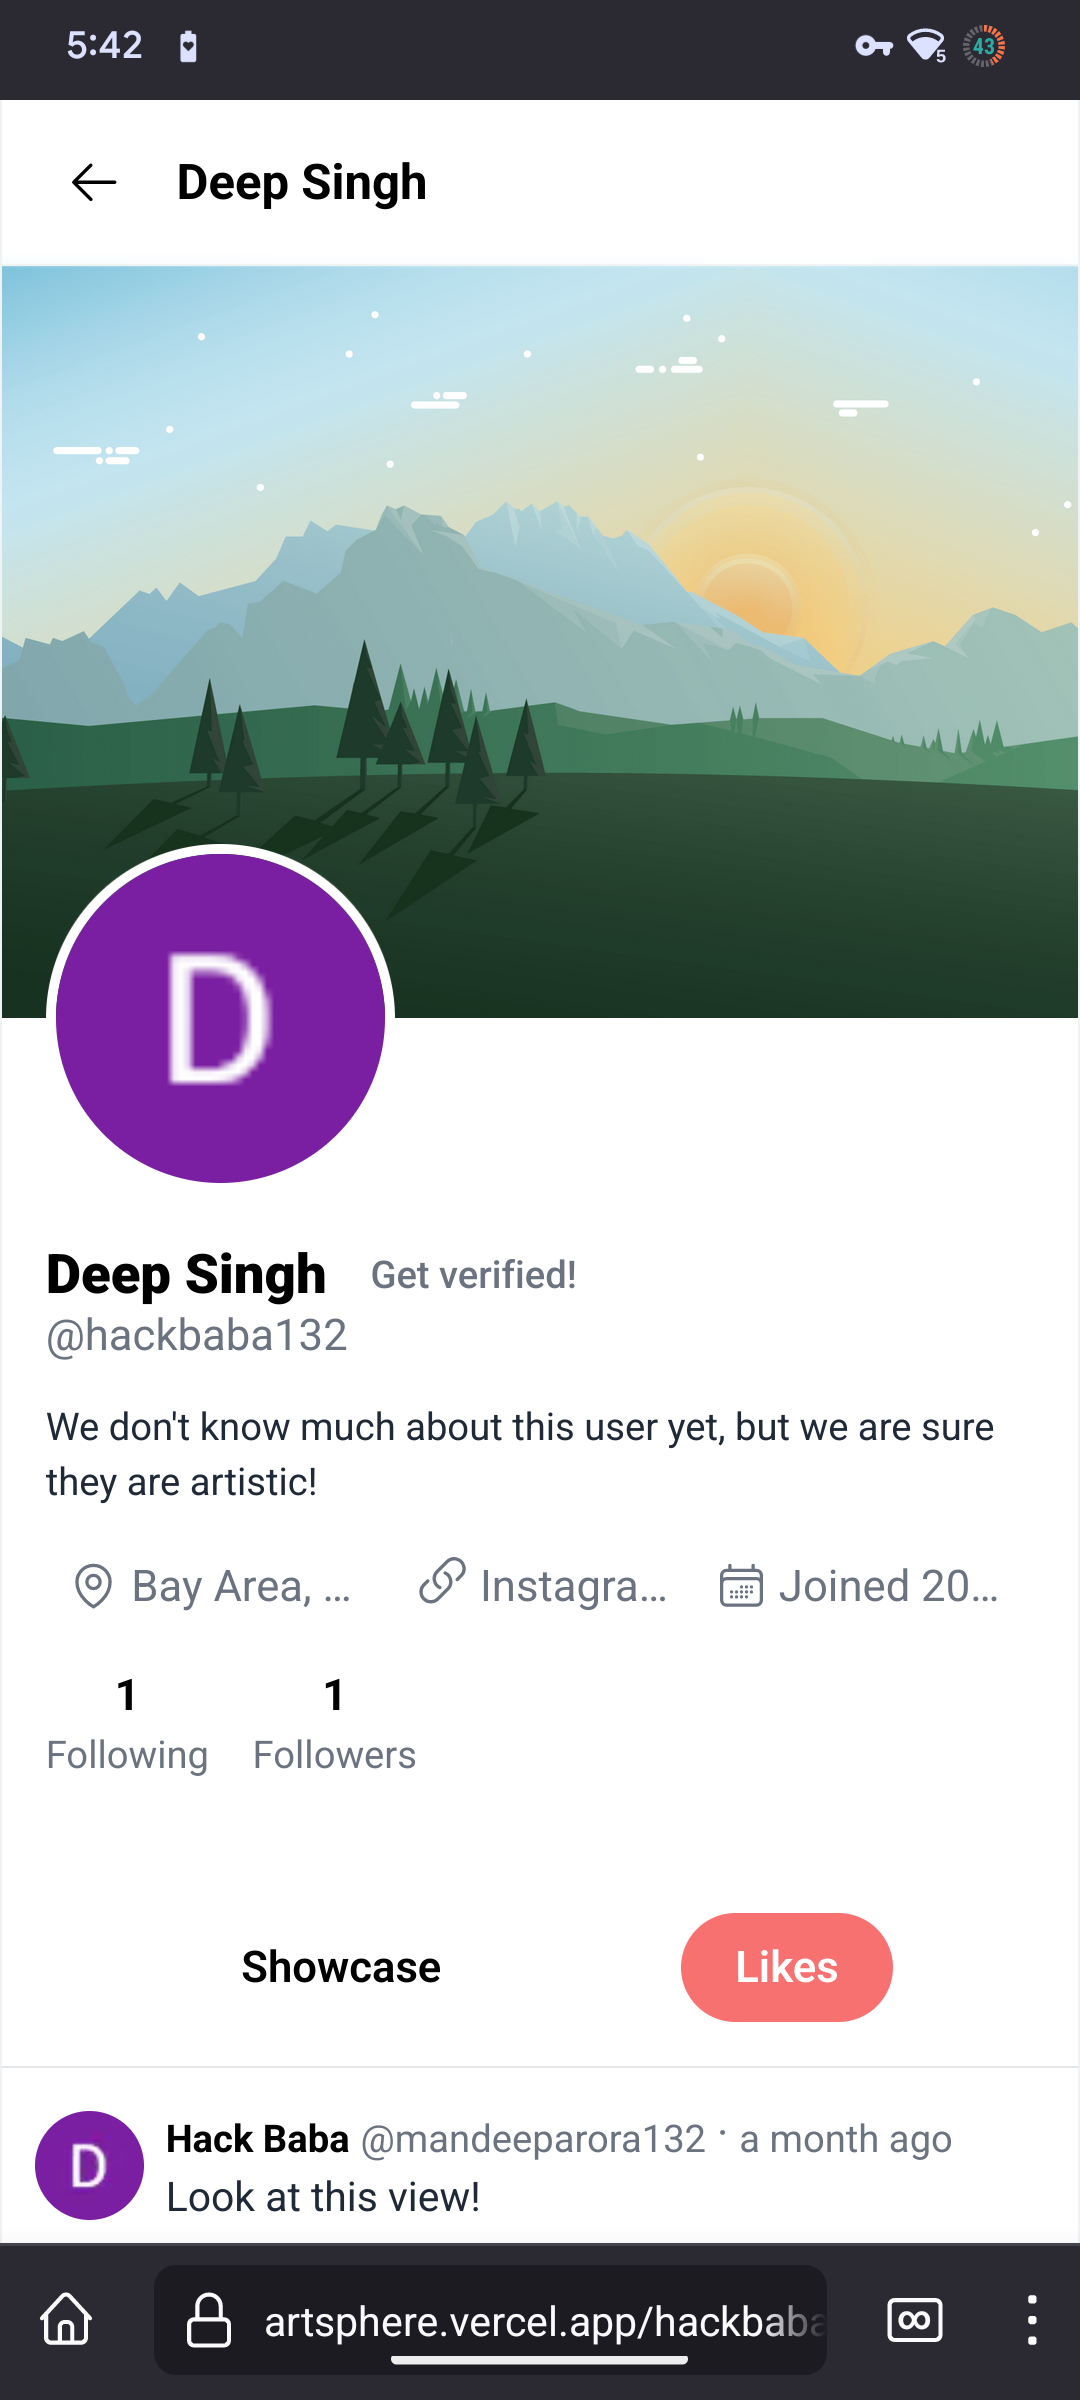 5:42
5
43
Deep Singh
D
Deep Singh Get verified!
@hackbaba132
We don't know much about this user yet, but we are sure
they are artistic!
Bay Area, ... Instagra... Joined 20...
1 1
Following Followers
Showcase Likes
D
Hack Baba @mandeeparora132 · a month ago
Look at this view!
artsphere.vercel.app/hackbaba
∞